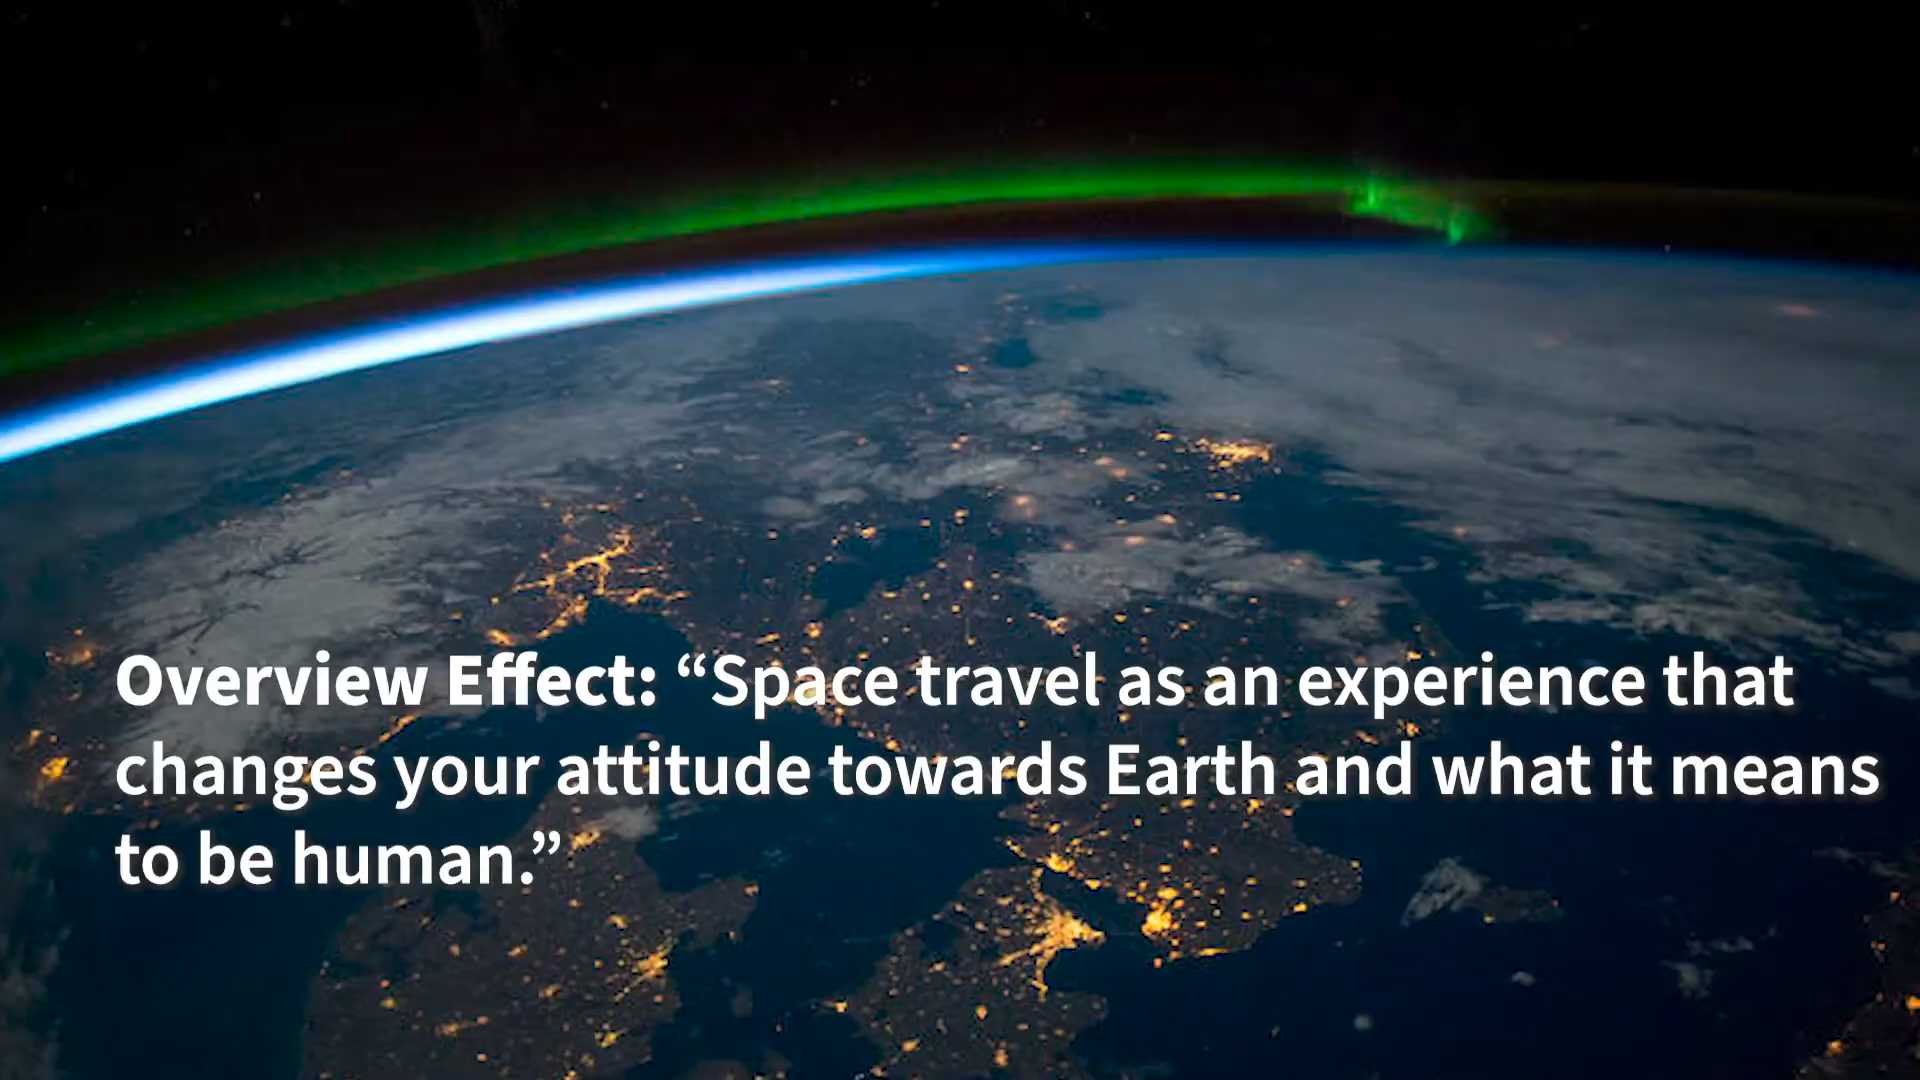 Overview Effect: “Space travel as an experience that
changes your attitude towards Earth and what it means
to be human.”